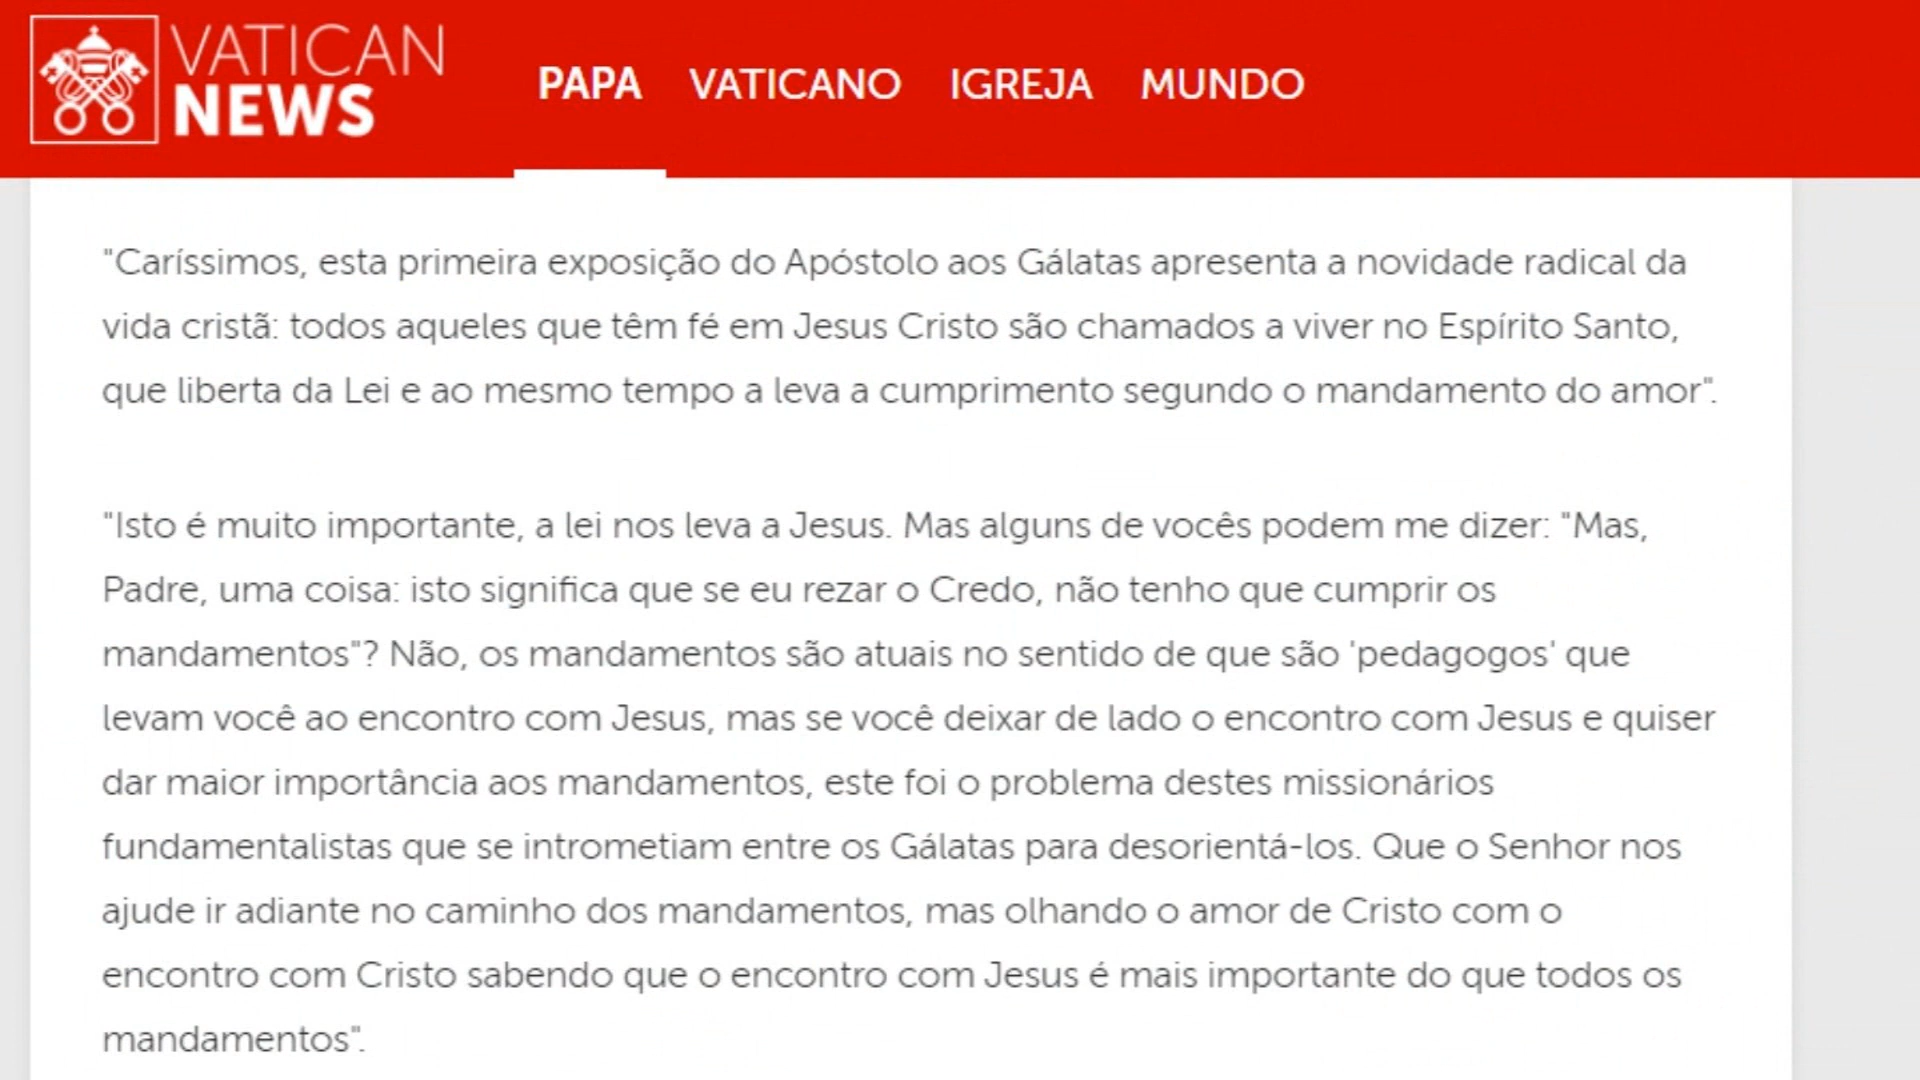 VATICAN
NEWS
PAPA VATICANO IGREJA MUNDO
"Caríssimos, esta primeira exposição do Apóstolo aos Gálatas apresenta a novidade radical da
vida cristã: todos aqueles que têm fé em Jesus Cristo são chamados a viver no Espírito Santo,
que liberta da Lei e ao mesmo tempo a leva a cumprimento segundo o mandamento do amor".
"Isto é muito importante, a lei nos leva a Jesus. Mas alguns de vocês podem me dizer: "Mas,
Padre, uma coisa: isto significa que se eu rezar o Credo, não tenho que cumprir os
mandamentos"? Não, os mandamentos são atuais no sentido de que são 'pedagogos' que
levam você ao encontro com Jesus, mas se você deixar de lado o encontro com Jesus e quiser
dar maior importância aos mandamentos, este foi o problema destes missionários
fundamentalistas que se intrometiam entre os Gálatas para desorientá-los. Que o Senhor nos
ajude ir adiante no caminho dos mandamentos, mas olhando o amor de Cristo com o
encontro com Cristo sabendo que o encontro com Jesus é mais importante do que todos os
mandamentos".